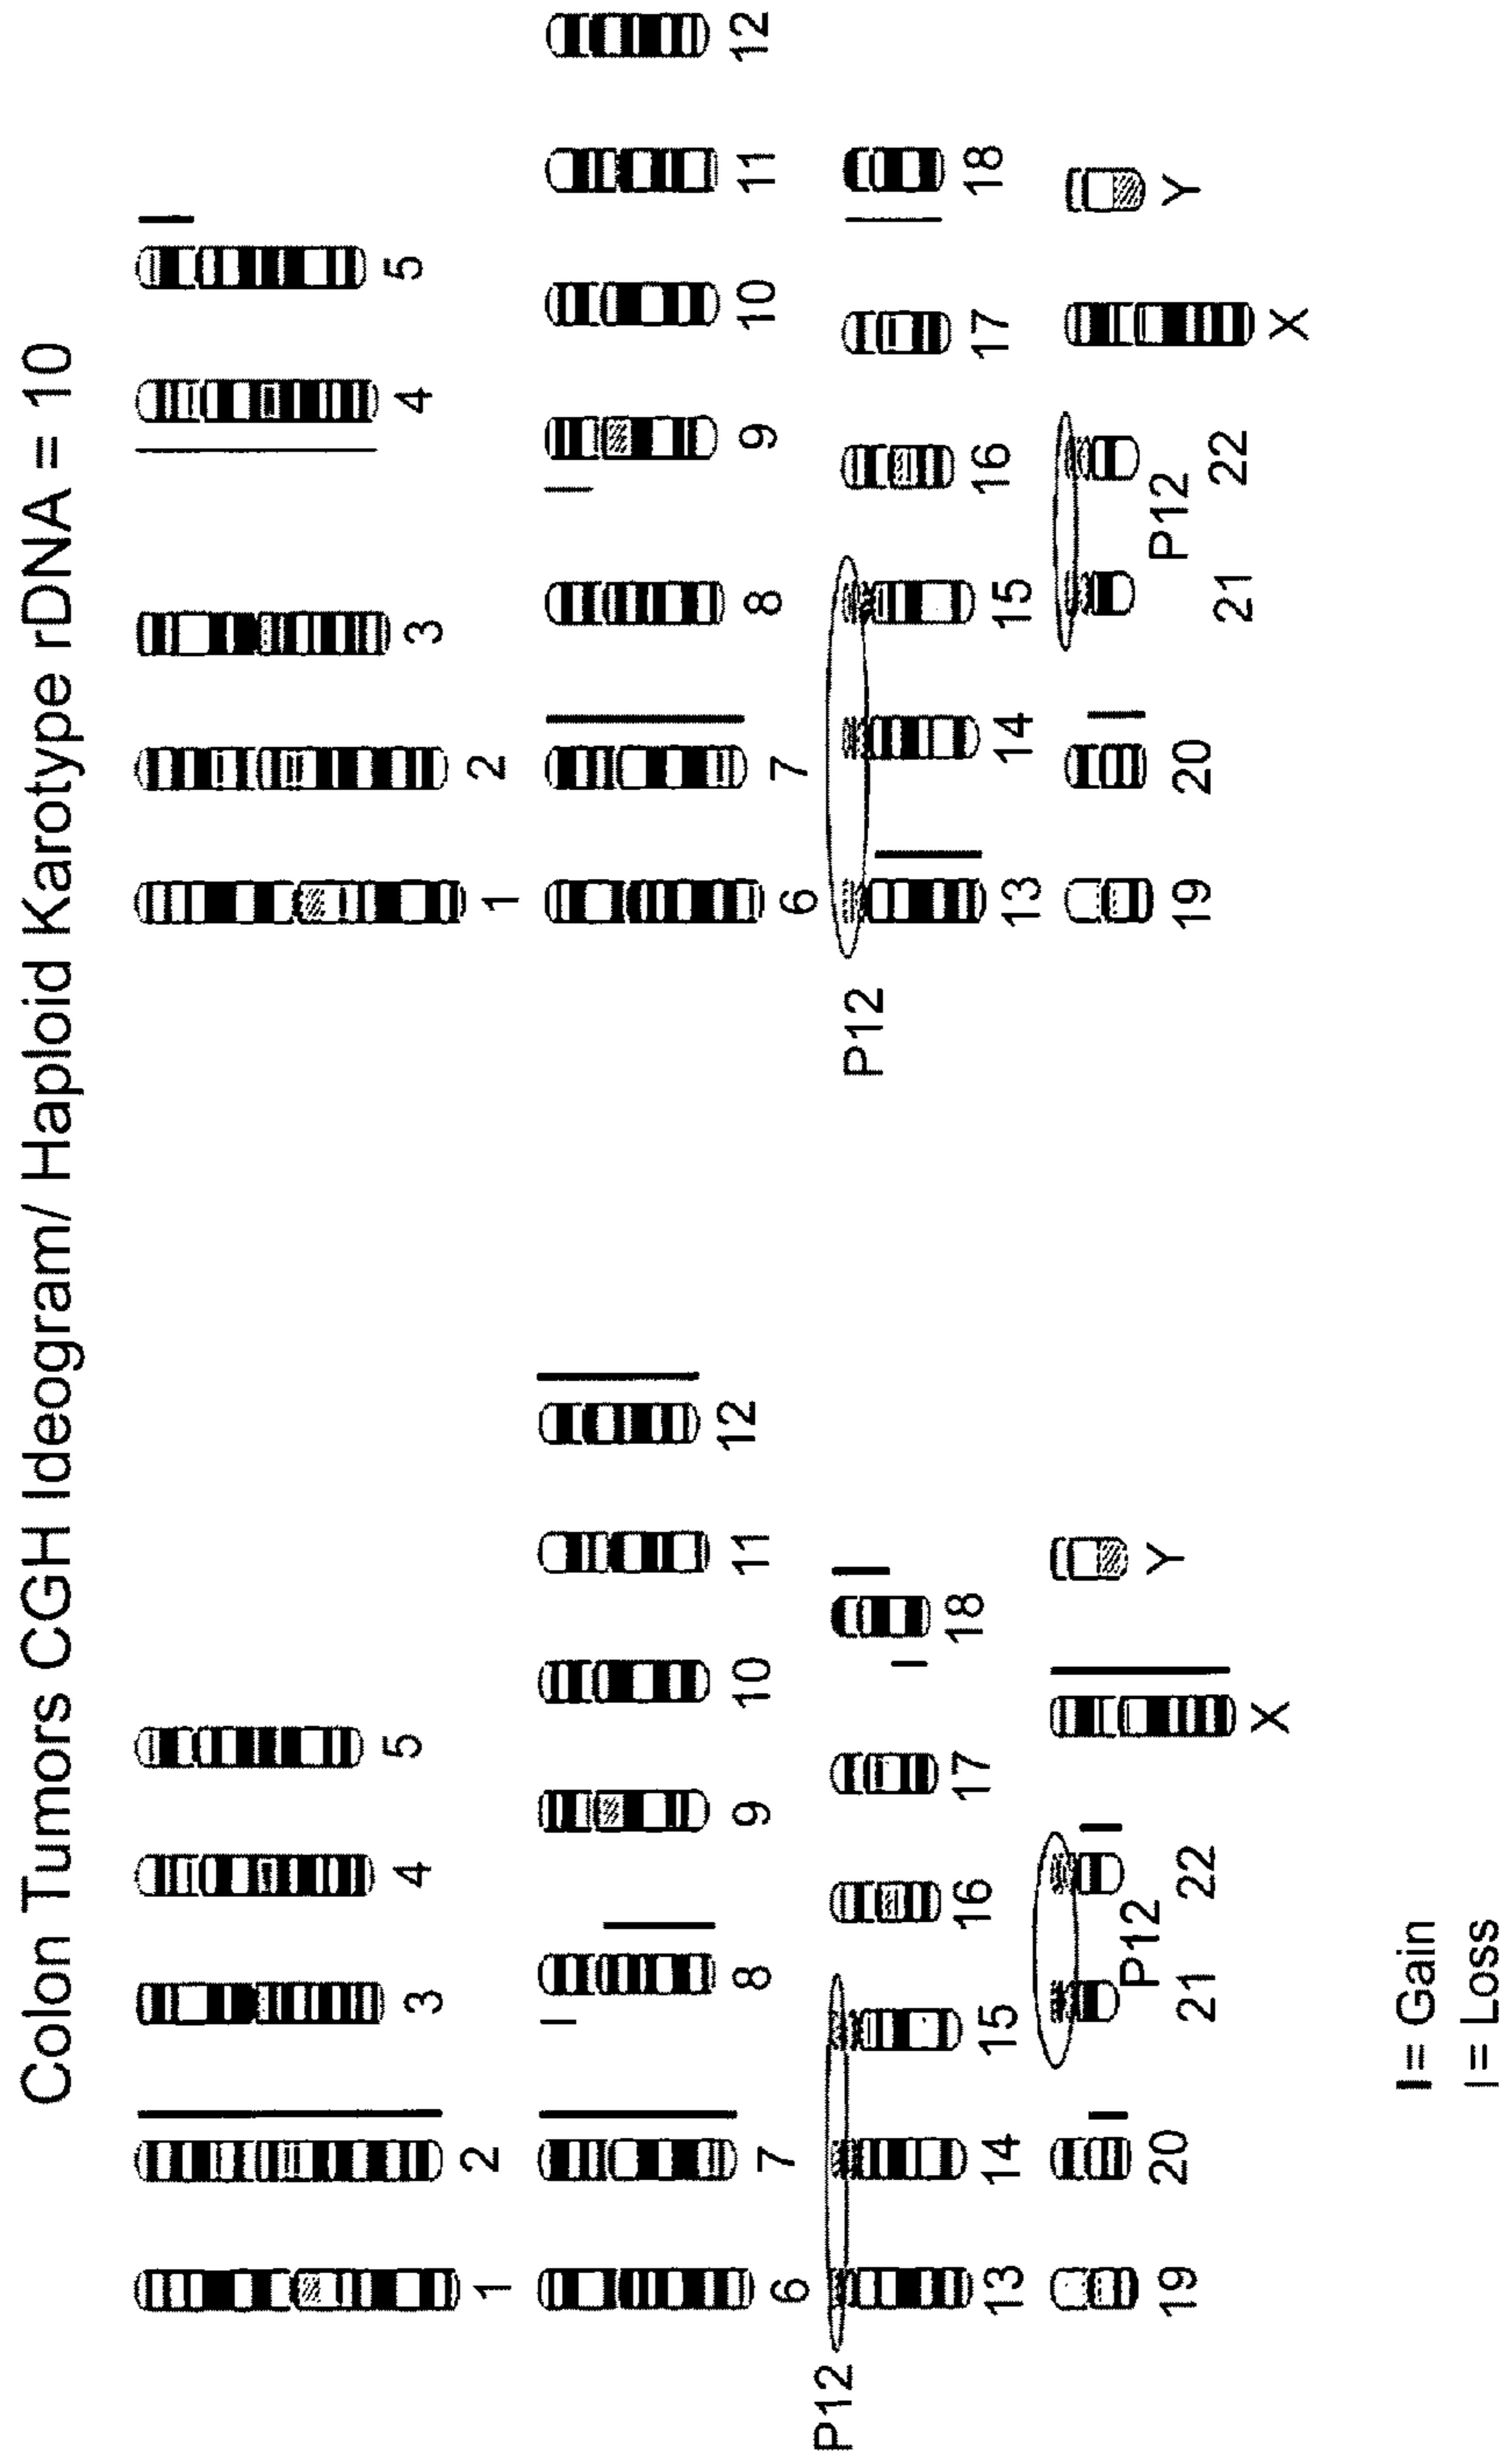 Colon Tumors CGH Ideogram/ Haploid Karotype rDNA = 10
1 2 3 4 5
6 7 8 9 10 11 12
P12
13 14 15 16 17 18
P12
19 20 21 22 X Y
1 2 3 4 5
6 7 8 9 10 11 12
P12
13 14 15 16 17 18
P12
19 20 21 22 X Y
I = Gain
I = Loss